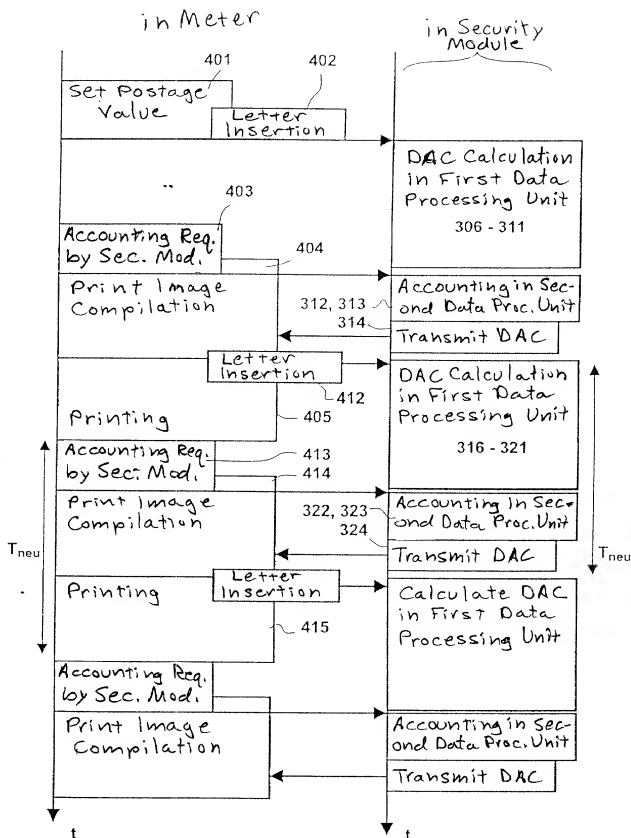 in Meter
in Security
Module
401
402
Set Postage
Value
Letter
Insertion
DAC Calculation
in First Data
Processing Unit
306 - 311
403
Accounting Req.
by Sec. Mod.
404
Print Image
Compilation
312, 313
Accounting in Sec-
ond Data Proc. Unit
314
Transmit DAC
Letter
Insertion
412
405
Printing
DAC Calculation
in First Data
Processing Unit
316 - 321
Accounting Req.
by Sec. Mod.
413
414
Print Image
Compilation
322, 323
Accounting in Sec-
ond Data Proc. Unit
324
Transmit DAC
Tneu
Tneu
Letter
Insertion
Printing
415
Calculate DAC
in First Data
Processing Unit
Accounting Req.
by Sec. Mod.
Print Image
Compilation
Accounting in Sec-
ond Data Proc. Unit
Transmit DAC
t
t